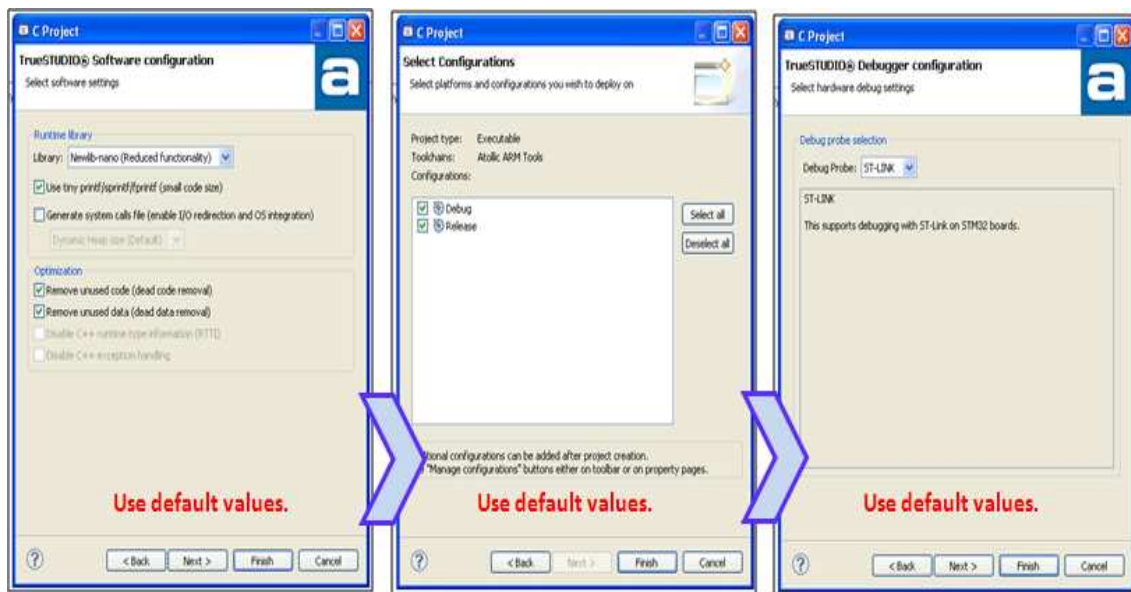 C Project
TrueSTUDIO® Software configuration
Select software settings
a
Runtime library
Library: Newlib-nano (Reduced functionality)
Use tiny printf/sprintf/fprintf (small code size)
Generate system calls file (enable I/O redirection and OS integration)
Dynamic Heap size (Default)
Optimization
Remove unused code (dead code removal)
Remove unused data (dead data removal)
Disable C++ runtime type information (RTTI)
Disable C++ exception handling
Use default values.
< Back Next > Finish Cancel
C Project
Select Configurations
Select platforms and configurations you wish to deploy on
Project type: Executable
Toolchains: Atollic ARM Tools
Configurations:
Debug
Release
Select all
Deselect all
configurations can be added after project creation.
"Manage configurations" buttons either on toolbar or on property pages.
Use default values.
< Back Next > Finish Cancel
C Project
TrueSTUDIO® Debugger configuration
Select hardware debug settings
a
Debug probe selection
Debug Probe: ST-LINK
ST-LINK
This supports debugging with ST-Link on STM32 boards.
Use default values.
< Back Next > Finish Cancel